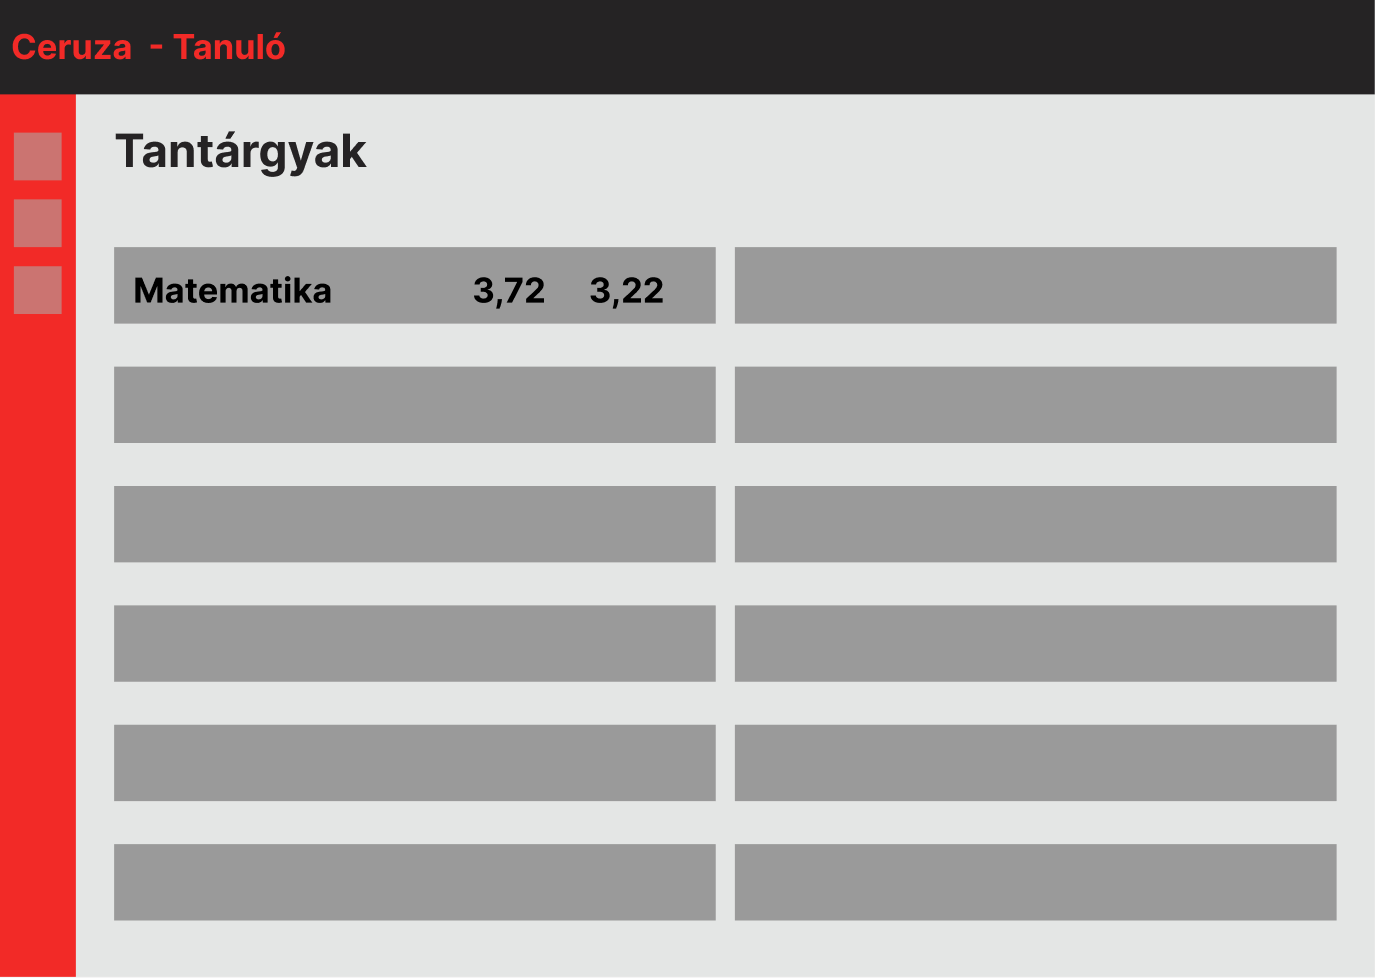 Ceruza - Tanuló
Tantárgyak
Matematika 3,72 3,22